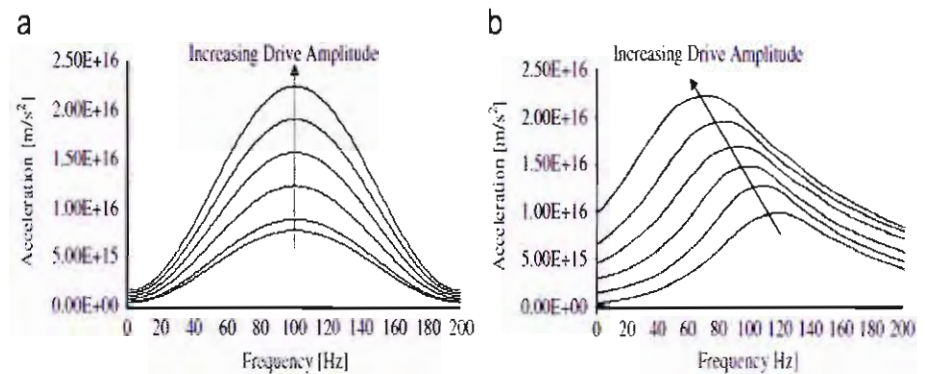 a
Increasing Drive Amplitude
2.50E+16
2.00E+16
1.50E+16
1.00E+16
5.00E+15
0.00E+00
Acceleration [m/s²]
0 20 40 60 80 100 120 140 160 180 200
Frequency [Hz]
b
Increasing Drive Amplitude
2.50E+16
2.00E+16
1.50E+16
1.00E+16
5.00E+15
0.00E+00
Acceleration [m/s²]
0 20 40 60 80 100 120 140 160 180 200
Frequency Hz]